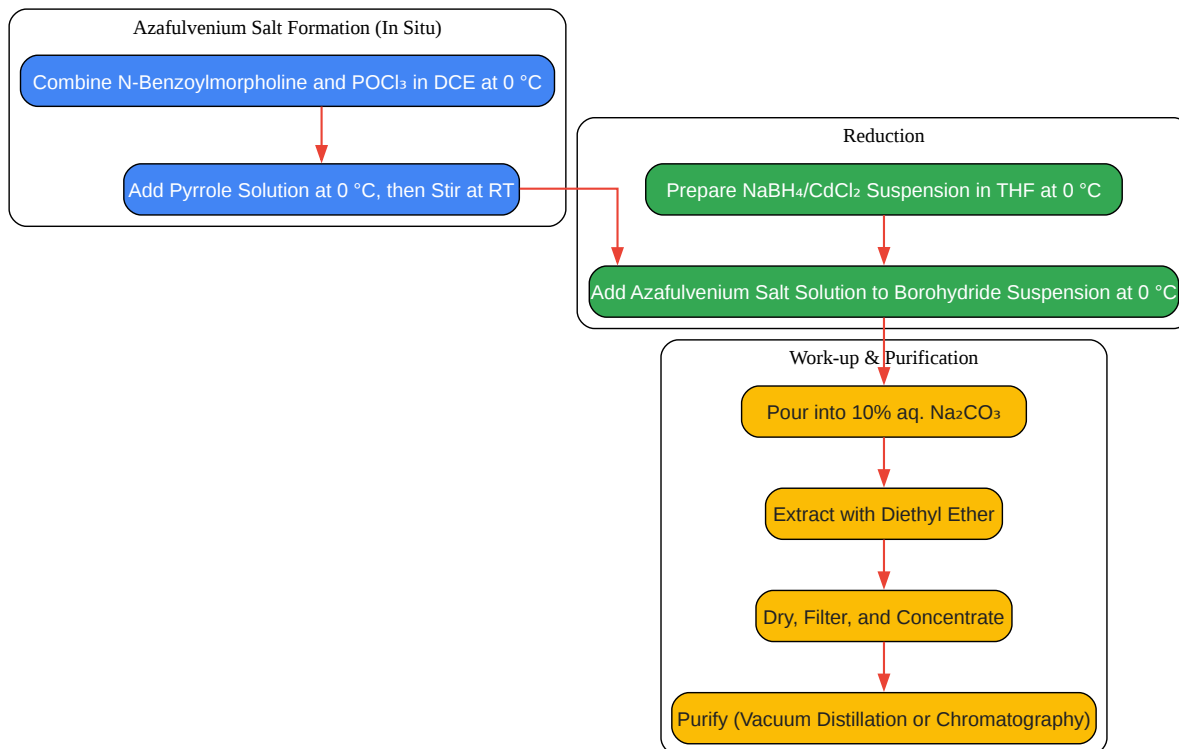 Azafulvenium Salt Formation (In Situ)
Combine N-Benzoylmorpholine and POCl₃ in DCE at 0 °C
Add Pyrrole Solution at 0 °C, then Stir at RT
Reduction
Prepare NaBH₄/CdCl₂ Suspension in THF at 0 °C
Add Azafulvenium Salt Solution to Borohydride Suspension at 0 °C
Work-up & Purification
Pour into 10% aq. Na₂CO₃
Extract with Diethyl Ether
Dry, Filter, and Concentrate
Purify (Vacuum Distillation or Chromatography)